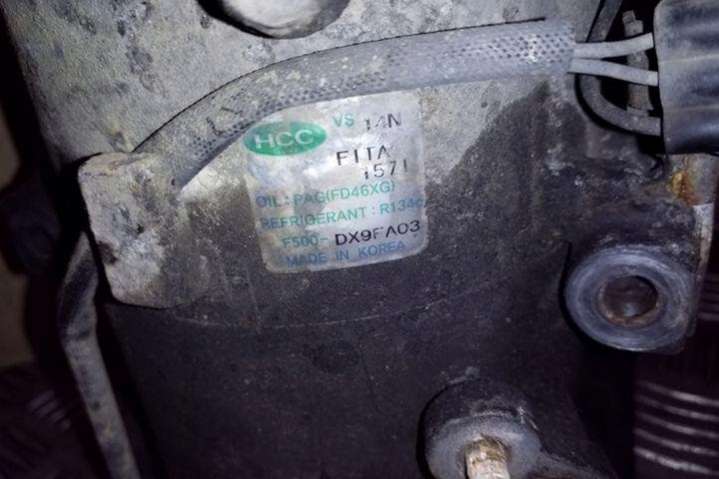 HCC VS 14N
FITA
1571
OIL : PAG(FD46XG)
REFRIGERANT : R134a
F500- DX9FA03
MADE IN KOREA